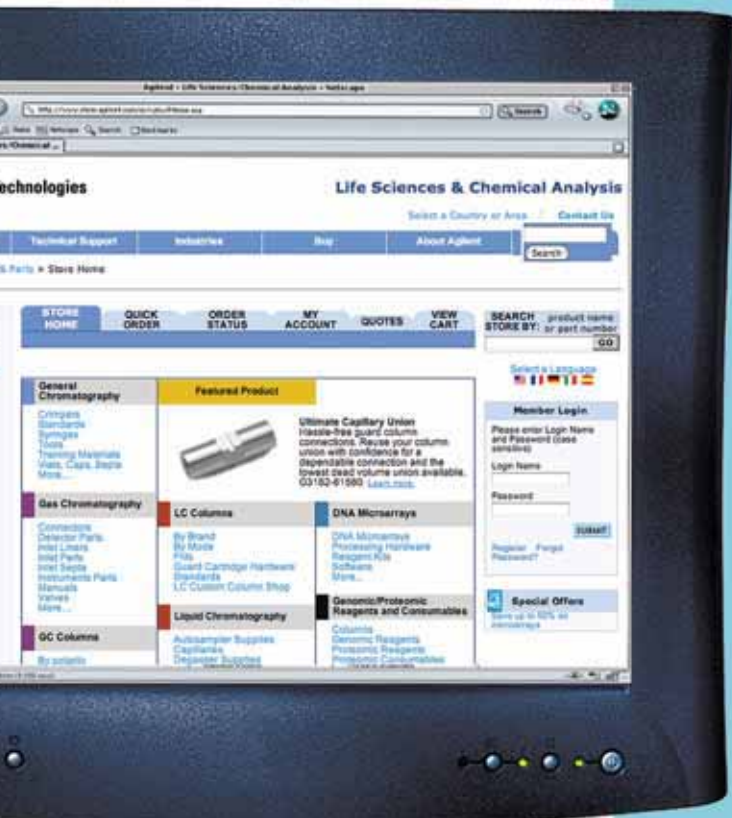 Agilent - Life Sciences/Chemical Analysis - Netscape
Search
Home Netscape Search Bookmarks
Technologies
Life Sciences & Chemical Analysis
Select a Country or Area / Contact Us
Technical Support Industries Buy About Agilent
Search
& Parts » Store Home
STORE HOME
QUICK ORDER
ORDER STATUS
MY ACCOUNT
QUOTES
VIEW CART
SEARCH product name
STORE BY: or part number
GO
Select a Language
General
Chromatography
Crimpers
Standards
Syringes
Tools
Training Materials
Vials, Caps, Septa
More...
Featured Product
Ultimate Capillary Union
Hassle-free guard column
connections. Reuse your column
union with confidence for a
dependable connection and the
lowest dead volume union available.
G3182-61580 Learn more.
Member Login
Please enter Login Name
and Password (case
sensitive)
Login Name
Password
SUBMIT
Register Forgot
Password?
Gas Chromatography
Connectors
Detector Parts
Inlet Liners
Inlet Parts
Inlet Septa
Instruments Parts
Manuals
Valves
More...
LC Columns
By Brand
By Mode
Guard Cartridge Hardware
Standards
LC Custom Column Shop
DNA Microarrays
DNA Microarrays
Processing Hardware
Reagent Kits
Software
More...
Special Offers
Save up to 50% on
microarrays
GC Columns
By polarity
Liquid Chromatography
Autosampler Supplies
Capillaries
Degasser Supplies
Genomic/Proteomic
Reagents and Consumables
Columns
Genomic Reagents
Proteomic Reagents
Proteomic Consumables